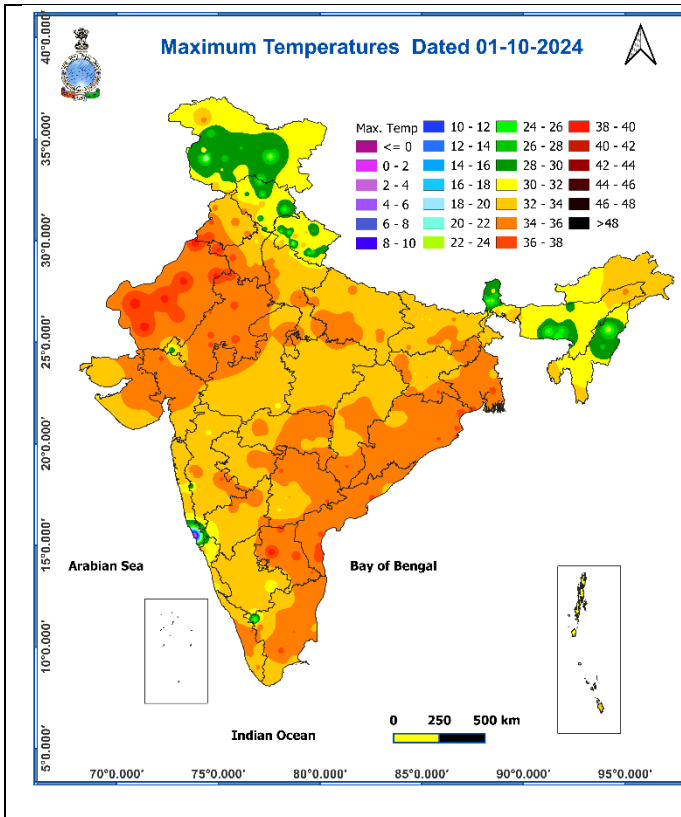 Maximum Temperatures Dated 01-10-2024
Max. Temp
<= 0
0 - 2
2 - 4
4 - 6
6 - 8
8 - 10
10 - 12
12 - 14
14 - 16
16 - 18
18 - 20
20 - 22
22 - 24
24 - 26
26 - 28
28 - 30
30 - 32
32 - 34
34 - 36
36 - 38
38 - 40
40 - 42
42 - 44
44 - 46
46 - 48
>48
40°0.000'
35°0.000'
30°0.000'
25°0.000'
20°0.000'
15°0.000'
10°0.000'
5°0.000'
Arabian Sea
Bay of Bengal
Indian Ocean
0 250 500 km
70°0.000' 75°0.000' 80°0.000' 85°0.000' 90°0.000' 95°0.000'